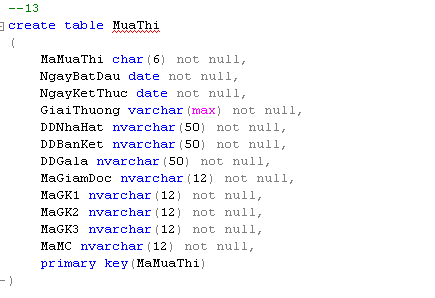 --13
create table MuaThi
(
MaMuaThi char(6) not null,
NgayBatDau date not null,
NgayKetThuc date not null,
GiaiThuong varchar(max) not null,
DDNhaHat nvarchar(50) not null,
DDBanKet nvarchar(50) not null,
DDGala nvarchar(50) not null,
MaGiamDoc nvarchar(12) not null,
MaGK1 nvarchar(12) not null,
MaGK2 nvarchar(12) not null,
MaGK3 nvarchar(12) not null,
MaMC nvarchar(12) not null,
primary key(MaMuaThi)
)